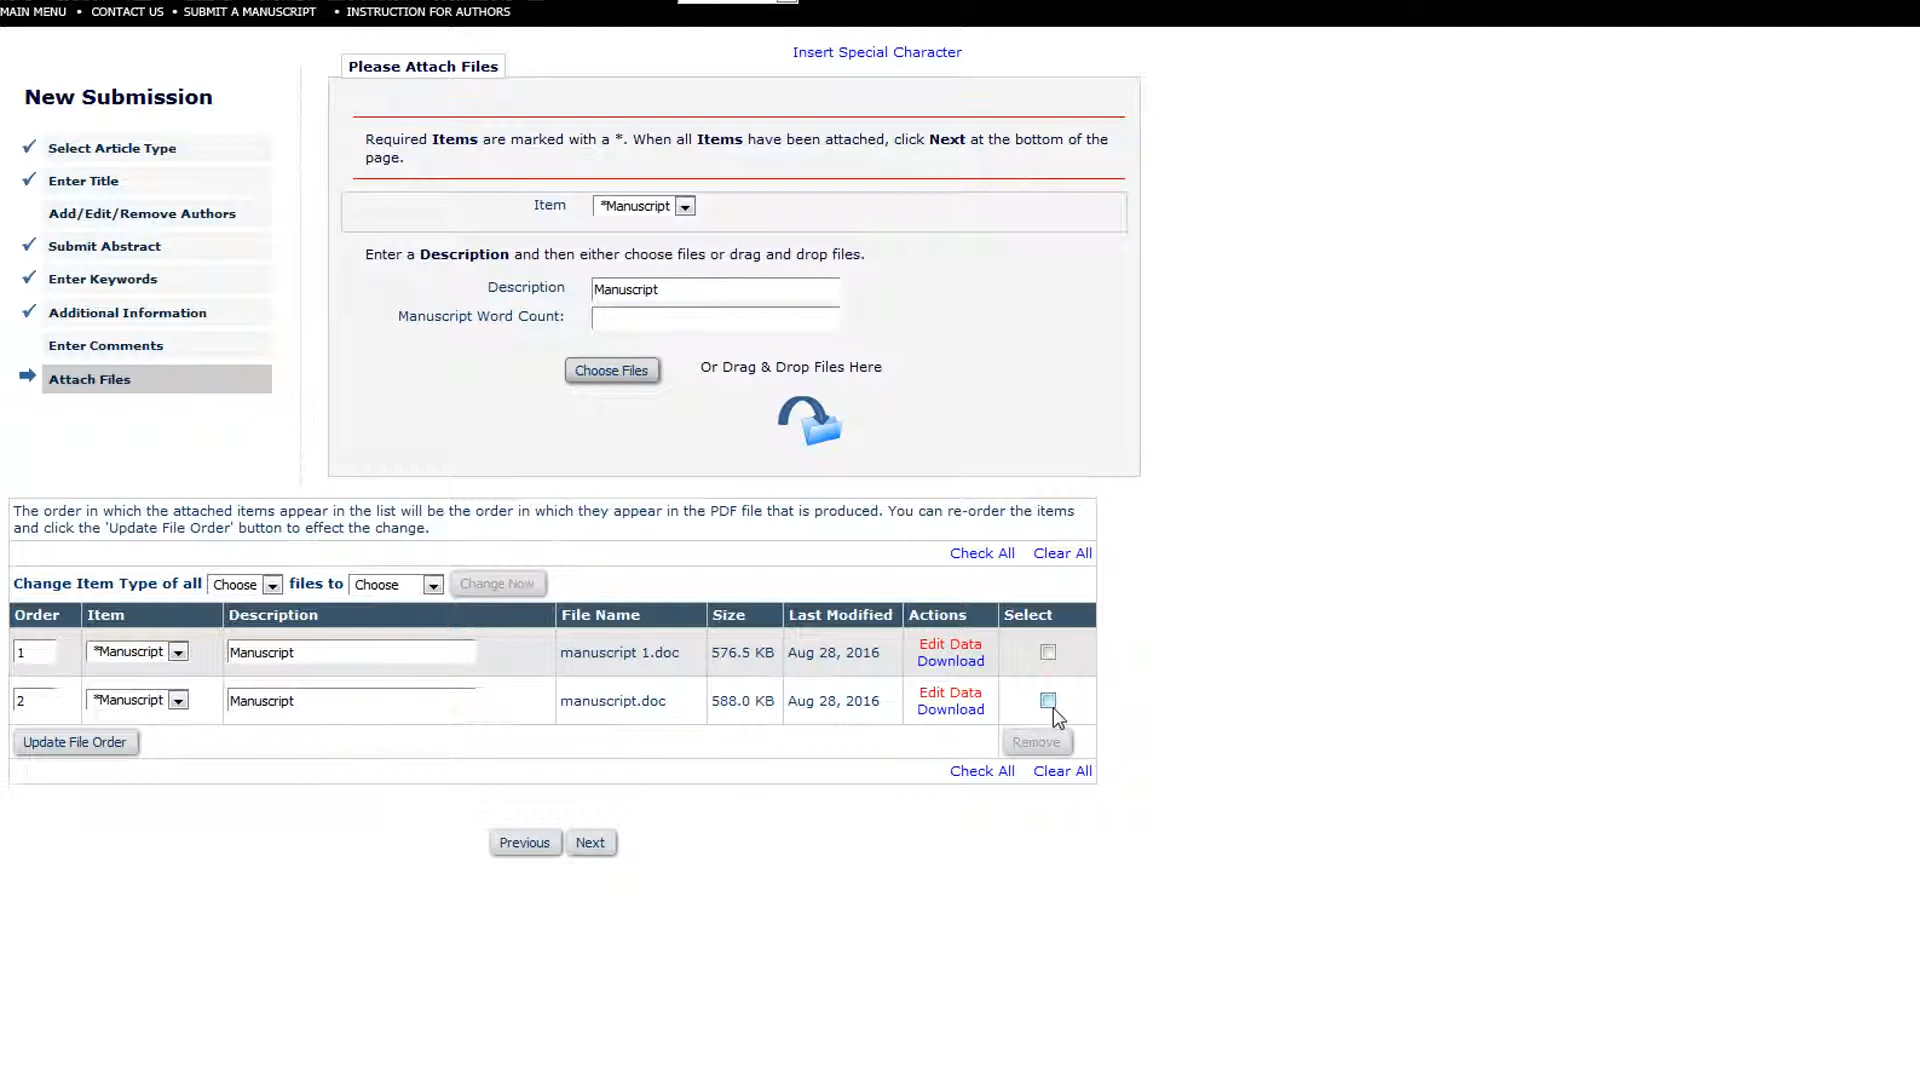 MAIN MENU • CONTACT US • SUBMIT A MANUSCRIPT • INSTRUCTION FOR AUTHORS
Insert Special Character
Please Attach Files
New Submission
Select Article Type
Enter Title
Add/Edit/Remove Authors
Submit Abstract
Enter Keywords
Additional Information
Enter Comments
Attach Files
Required Items are marked with a *. When all Items have been attached, click Next at the bottom of the
page.
Item *Manuscript
Enter a Description and then either choose files or drag and drop files.
Description Manuscript
Manuscript Word Count:
Choose Files Or Drag & Drop Files Here
The order in which the attached items appear in the list will be the order in which they appear in the PDF file that is produced. You can re-order the items
and click the 'Update File Order' button to effect the change.
Check All Clear All
Change Item Type of all Choose files to Choose Change Now
Order Item Description File Name Size Last Modified Actions Select
1 *Manuscript Manuscript manuscript 1.doc 576.5 KB Aug 28, 2016 Edit Data
Download
2 *Manuscript Manuscript manuscript.doc 588.0 KB Aug 28, 2016 Edit Data
Download
Update File Order Remove
Check All Clear All
Previous Next